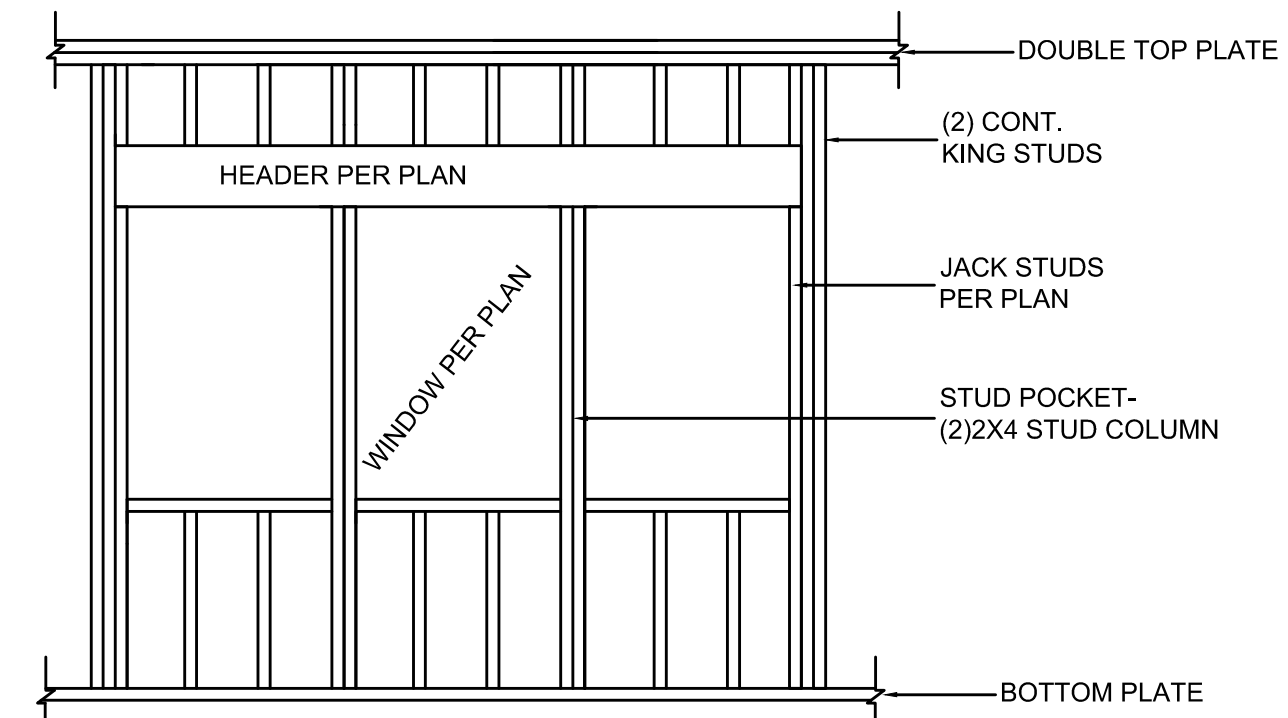 DOUBLE TOP PLATE
(2) CONT.
KING STUDS
HEADER PER PLAN
JACK STUDS
PER PLAN
WINDOW PER PLAN
STUD POCKET-
(2)2X4 STUD COLUMN
BOTTOM PLATE